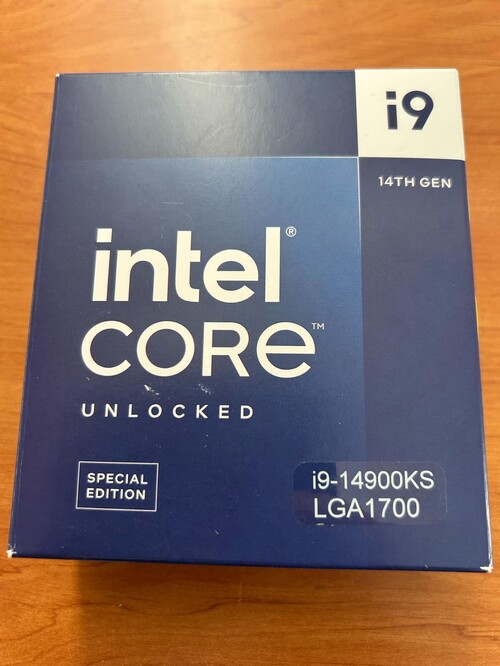 i9
14TH GEN
intel®
CORe™
UNLOCKED
SPECIAL
EDITION
i9-14900KS
LGA1700